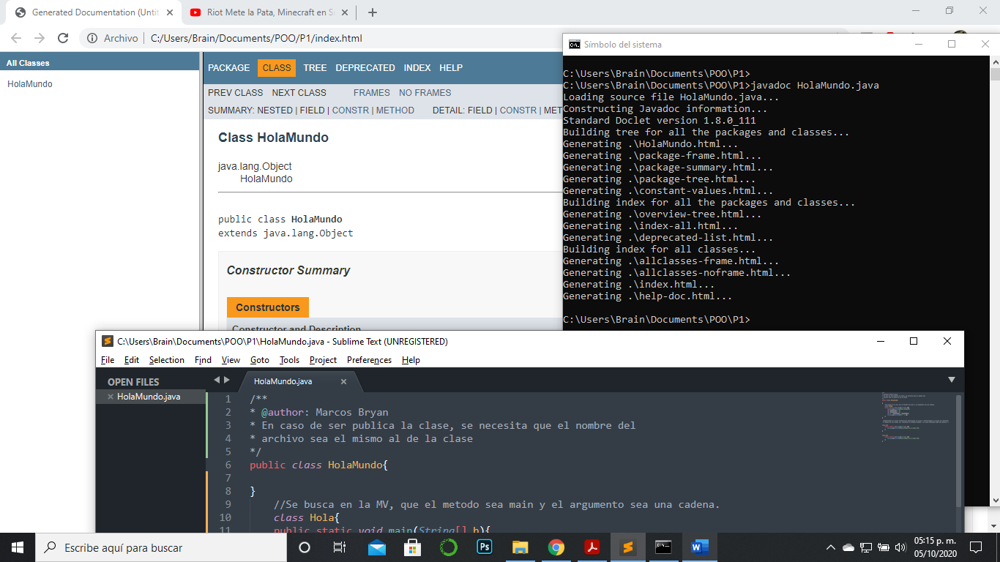 Generated Documentation (Untit
Riot Mete la Pata, Minecraft en S
Archivo
C:/Users/Brain/Documents/POO/P1/index.html
All Classes
HolaMundo
PACKAGE CLASS TREE DEPRECATED INDEX HELP
PREV CLASS NEXT CLASS FRAMES NO FRAMES
SUMMARY: NESTED | FIELD | CONSTR | METHOD DETAIL: FIELD | CONSTR | MET
Class HolaMundo
java.lang.Object
HolaMundo
public class HolaMundo
extends java.lang.Object
Constructor Summary
Constructors
Constructor and Description
Símbolo del sistema
C:\Users\Brain\Documents\POO\P1>
C:\Users\Brain\Documents\POO\P1>javadoc HolaMundo.java
Loading source file HolaMundo.java...
Constructing Javadoc information...
Standard Doclet version 1.8.0_111
Building tree for all the packages and classes...
Generating .\HolaMundo.html...
Generating .\package-frame.html...
Generating .\package-summary.html...
Generating .\package-tree.html...
Generating .\constant-values.html...
Building index for all the packages and classes...
Generating .\overview-tree.html...
Generating .\index-all.html...
Generating .\deprecated-list.html...
Building index for all classes...
Generating .\allclasses-frame.html...
Generating .\allclasses-noframe.html...
Generating .\index.html...
Generating .\help-doc.html...
C:\Users\Brain\Documents\POO\P1>
C:\Users\Brain\Documents\POO\P1\HolaMundo.java - Sublime Text (UNREGISTERED)
File Edit Selection Find View Goto Tools Project Preferences Help
OPEN FILES
HolaMundo.java
HolaMundo.java
1 /**
2 * @author: Marcos Bryan
3 * En caso de ser publica la clase, se necesita que el nombre del
4 * archivo sea el mismo al de la clase
5 */
6 public class HolaMundo{
7
8 }
9 //Se busca en la MV, que el metodo sea main y el argumento sea una cadena.
10 class Hola{
11 public static void main(String[] h){
Escribe aquí para buscar
Ps
05:15 p. m.
05/10/2020